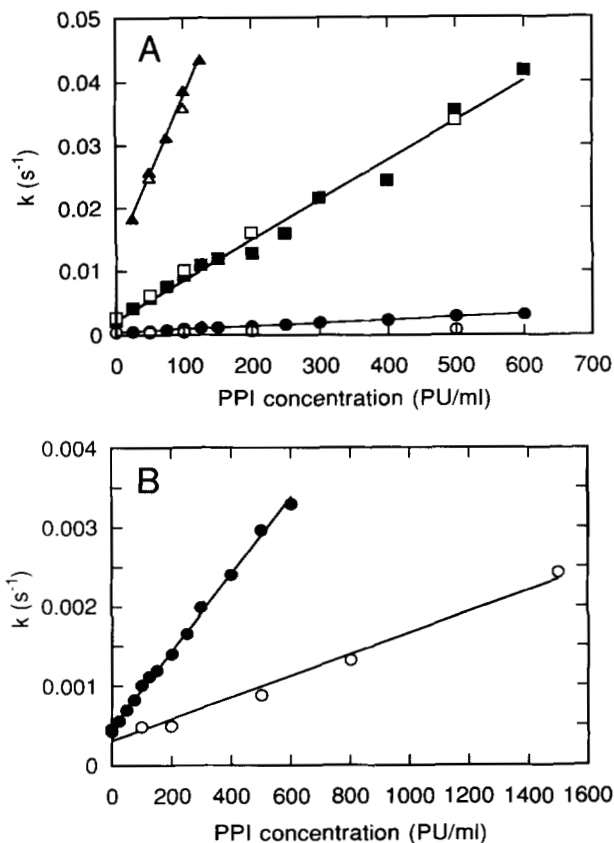 A
0.05
0.04
0.03
0.02
0.01
0
k (s⁻¹)
0 100 200 300 400 500 600 700
PPI concentration (PU/ml)
B
0.004
0.003
0.002
0.001
0
k (s⁻¹)
0 200 400 600 800 1000 1200 1400 1600
PPI concentration (PU/ml)